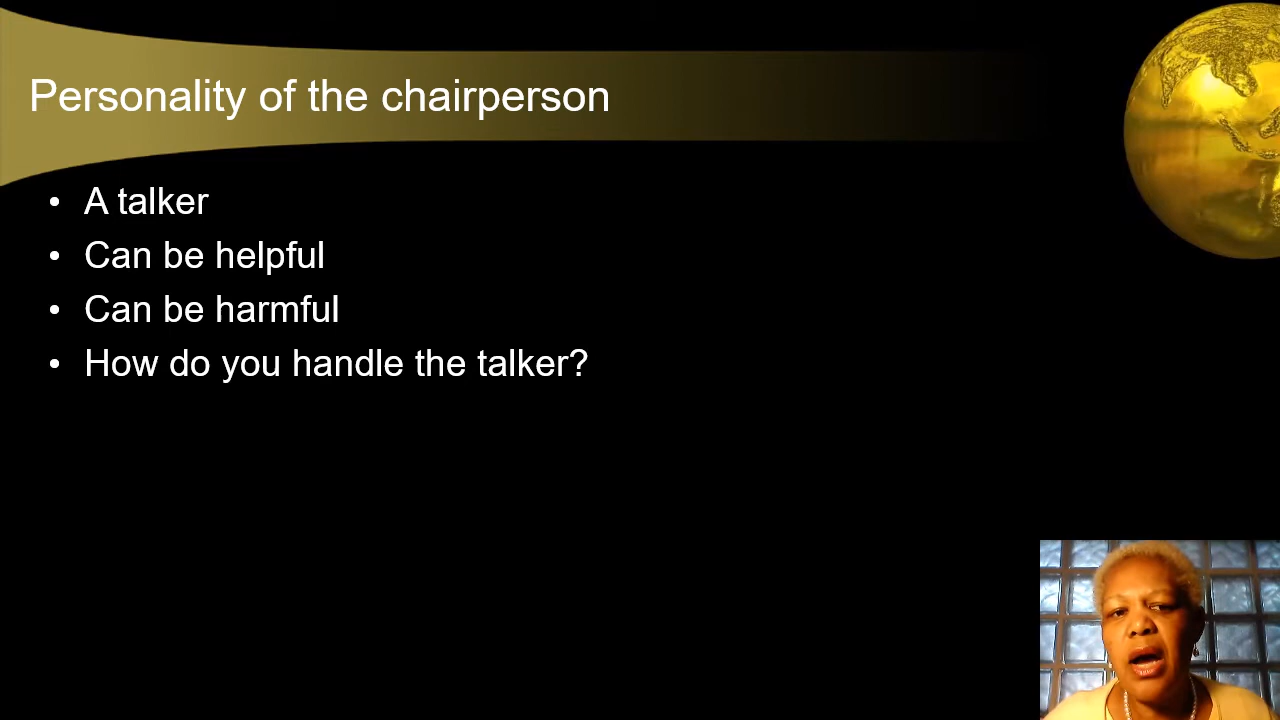 Personality of the chairperson
• A talker
• Can be helpful
• Can be harmful
• How do you handle the talker?